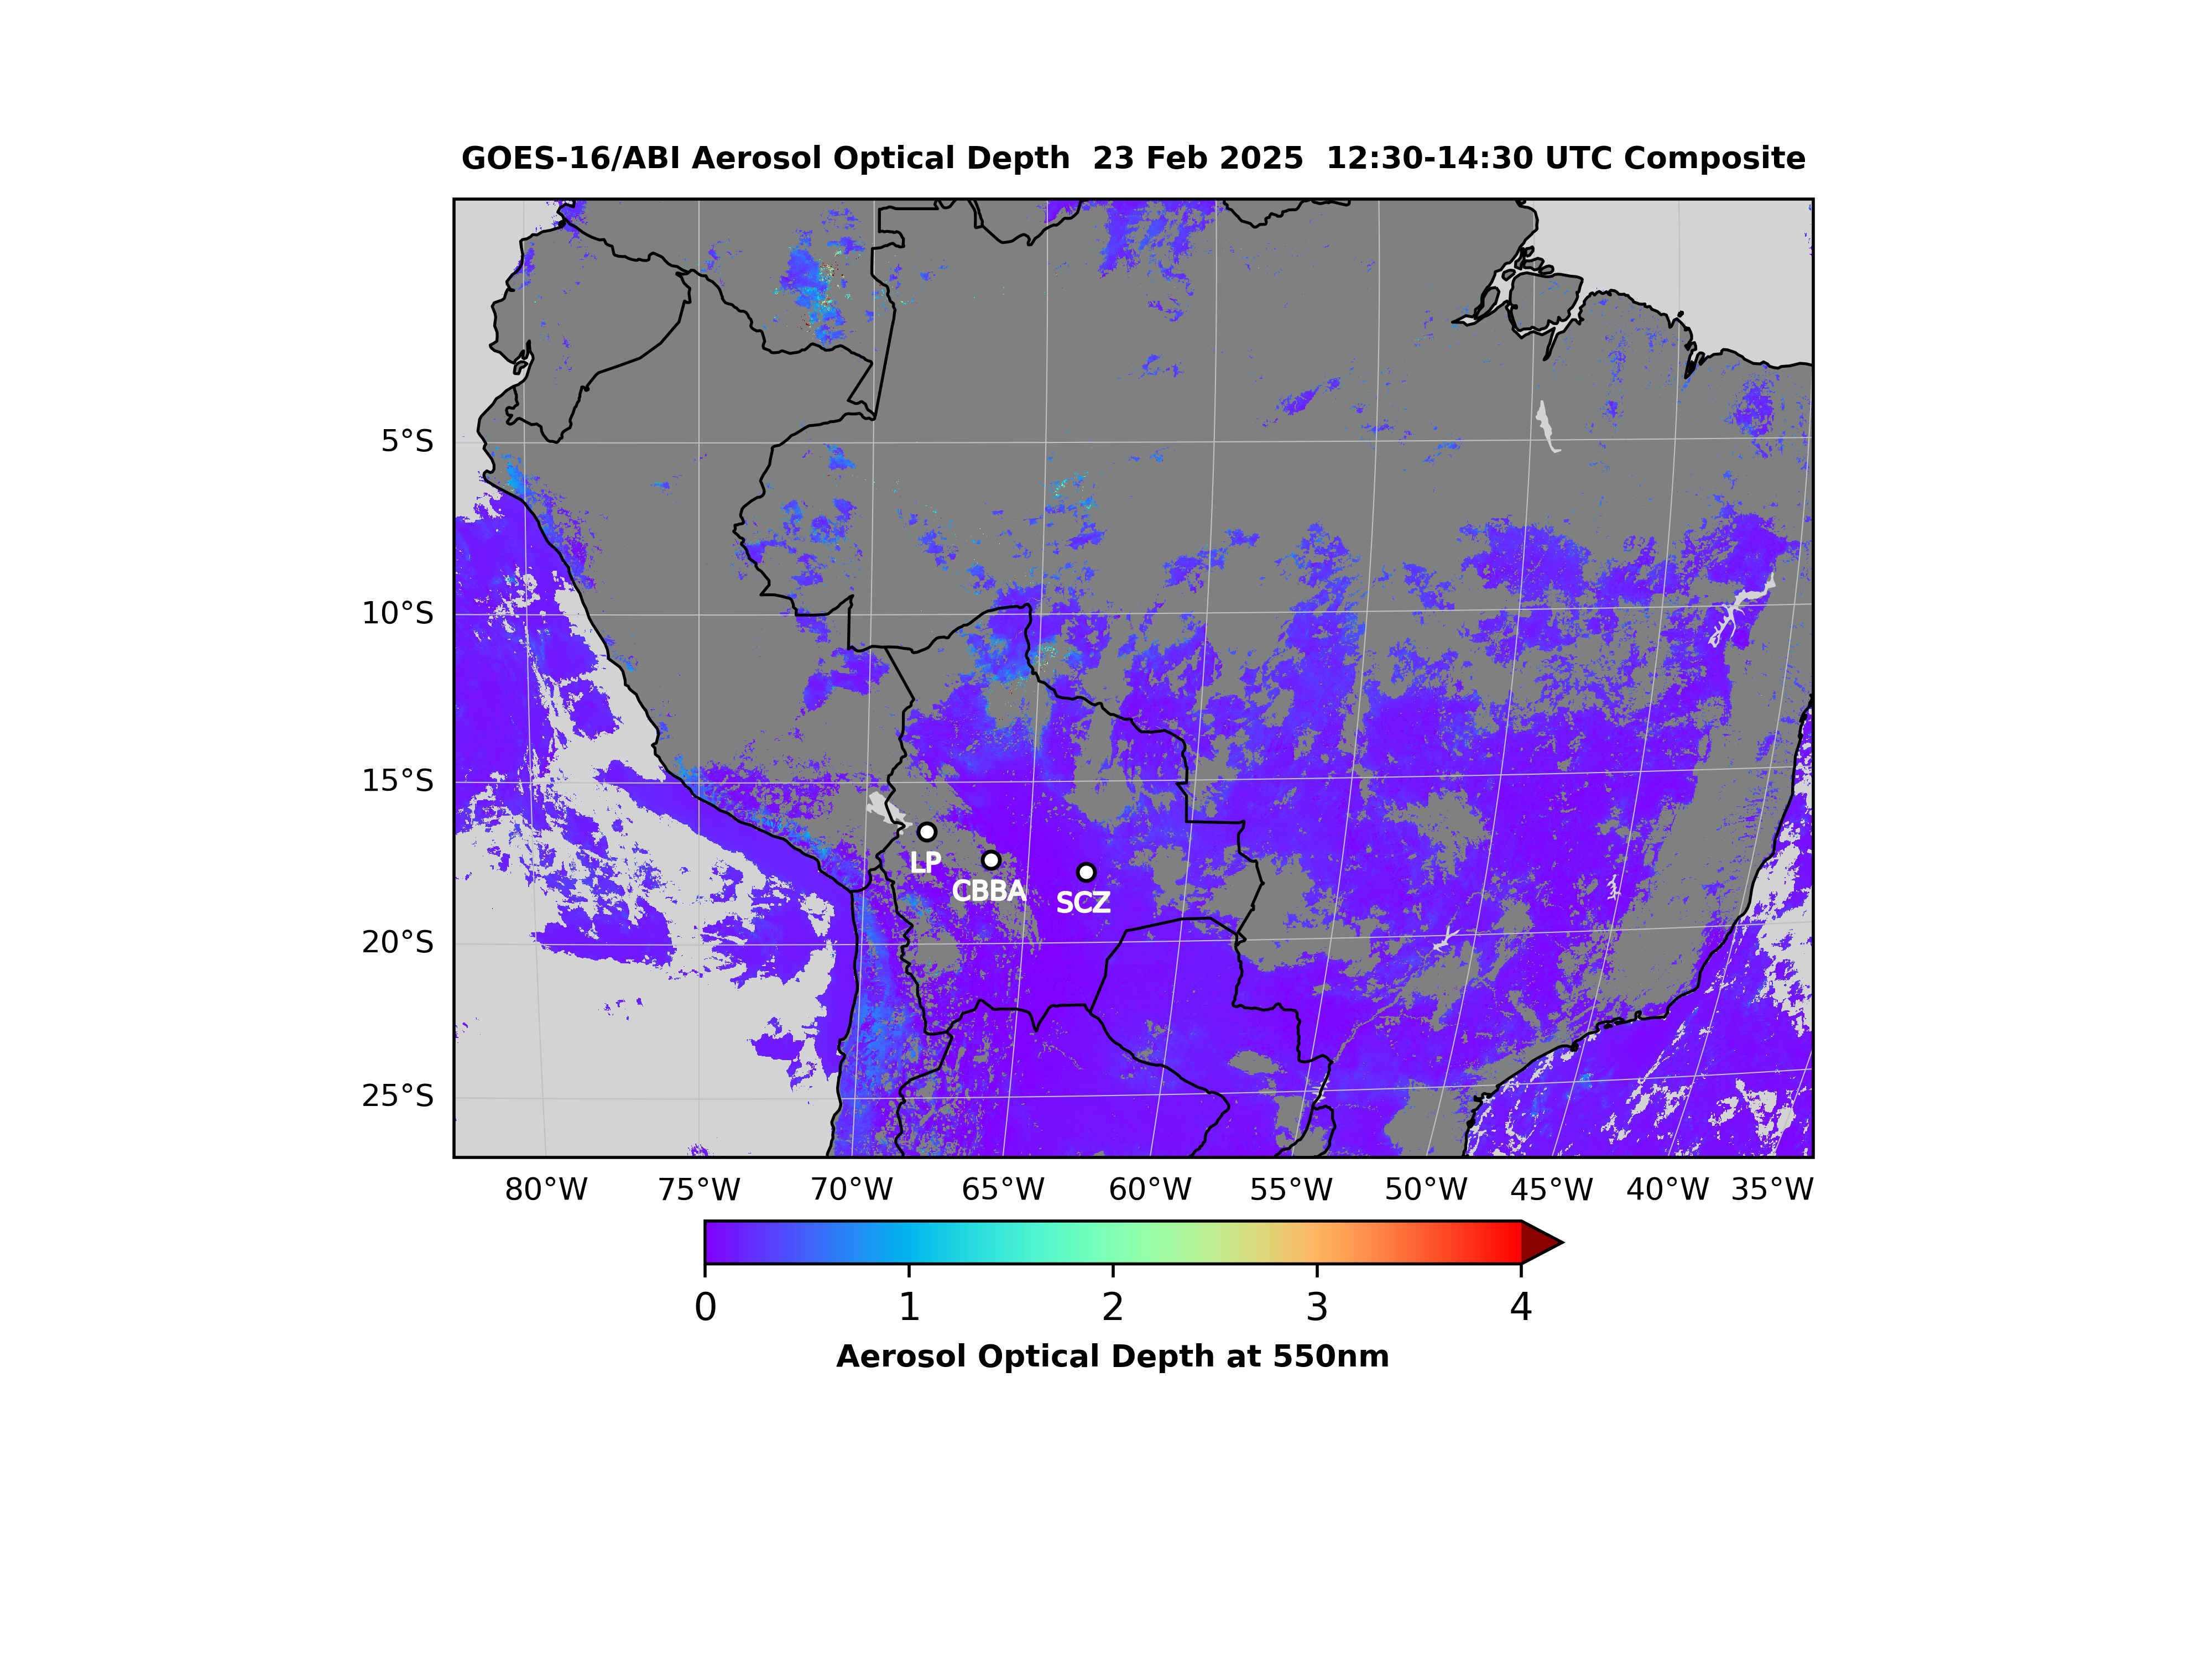 GOES-16/ABI Aerosol Optical Depth  23 Feb 2025  12:30-14:30 UTC Composite
5°S
10°S
15°S
LP
CBBA
SCZ
20°S
25°S
80°W 75°W 70°W 65°W 60°W 55°W 50°W 45°W 40°W 35°W
0 1 2 3 4
Aerosol Optical Depth at 550nm